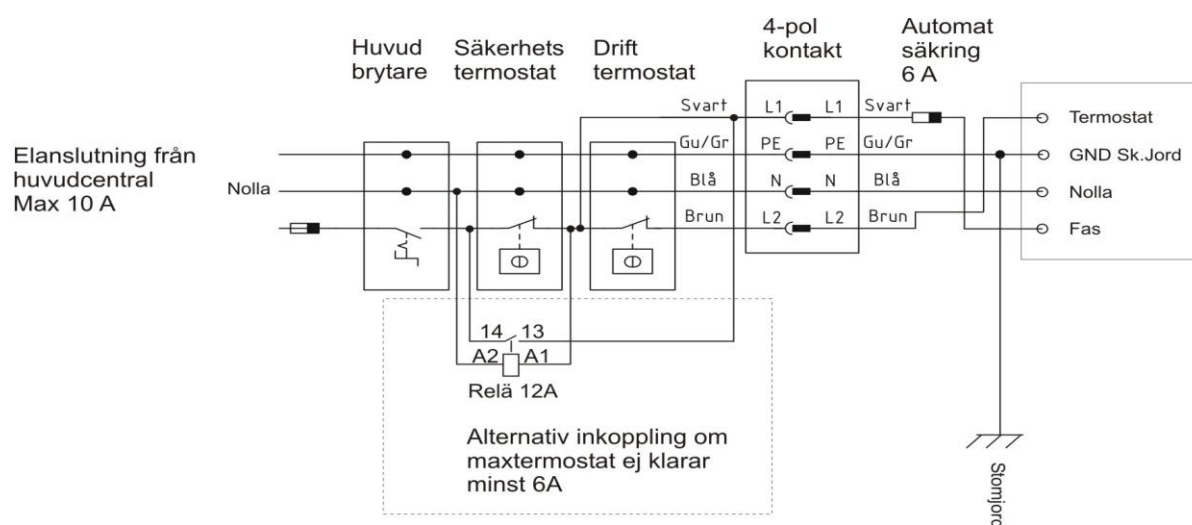 Huvud
brytare
Säkerhets
termostat
Drift
termostat
4-pol
kontakt
Automat
säkring
6 A
Elanslutning från
huvudcentral
Max 10 A
Nolla
Svart L1 L1 Svart
Gu/Gr PE PE Gu/Gr
Blå N N Blå
Brun L2 L2 Brun
Termostat
GND Sk.Jord
Nolla
Fas
14 13
A2 A1
Relä 12A
Alternativ inkoppling om
maxtermostat ej klarar
minst 6A
Stomjord